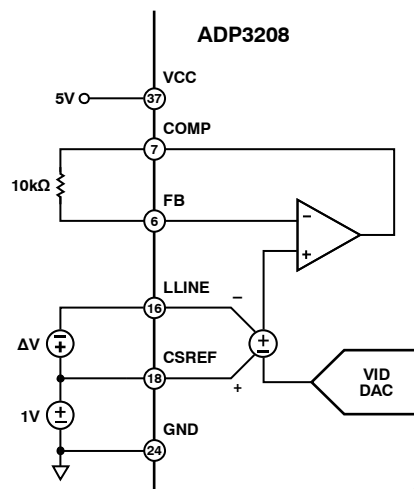 ADP3208
VCC
5V
37
COMP
7
10kΩ
FB
6
−
+
LLINE
16
−
− +
ΔV
+ −
CSREF
18
+
VID
DAC
1V
+ −
GND
24